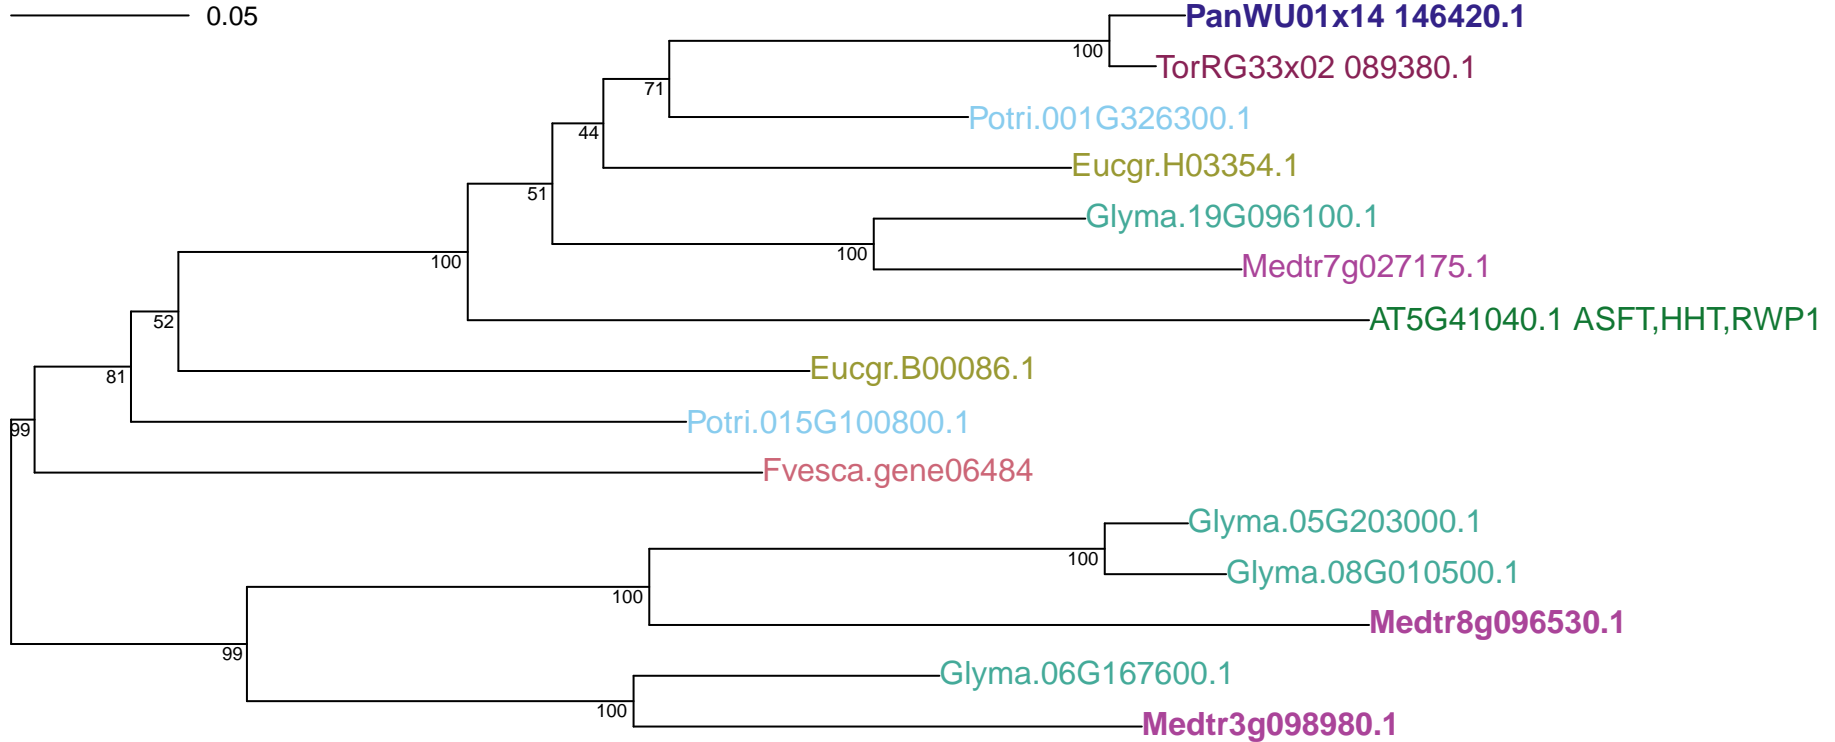 0.05
PanWU01x14 146420.1
100
TorRG33x02 089380.1
71
Potri.001G326300.1
44
Eucgr.H03354.1
51
Glyma.19G096100.1
100
Medtr7g027175.1
100
AT5G41040.1 ASFT,HHT,RWP1
52
Eucgr.B00086.1
81
Potri.015G100800.1
99
Fvesca.gene06484
Glyma.05G203000.1
100
Glyma.08G010500.1
100
Medtr8g096530.1
99
Glyma.06G167600.1
100
Medtr3g098980.1